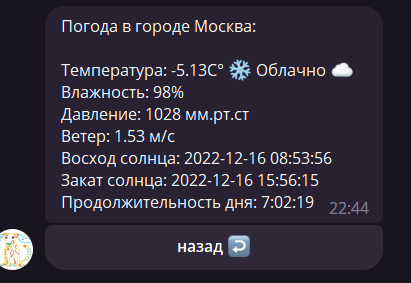 Погода в городе Москва:
Температура: -5.13C° ❄️ Облачно ☁️
Влажность: 98%
Давление: 1028 мм.рт.ст
Ветер: 1.53 м/с
Восход солнца: 2022-12-16 08:53:56
Закат солнца: 2022-12-16 15:56:15
Продолжительность дня: 7:02:19 22:44
назад ↩️